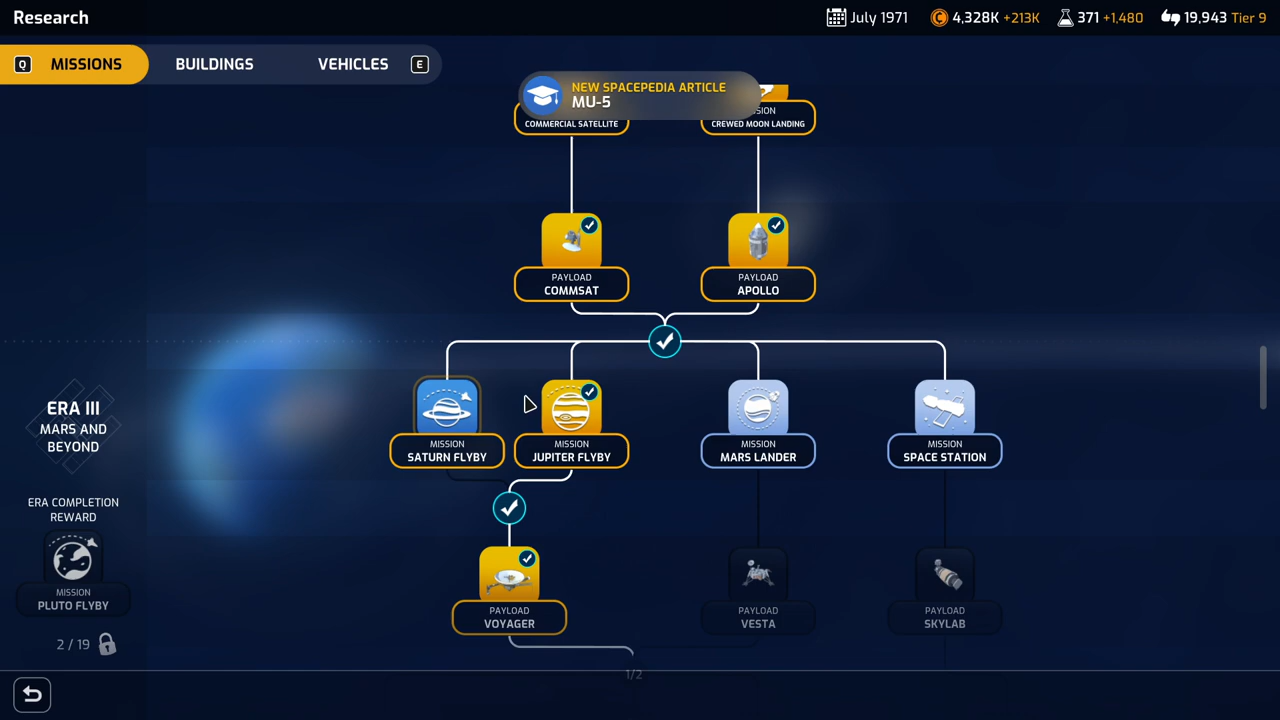 Research
July 1971
4,328K +213K
371 +1,480
19,943 Tier 9
Q
MISSIONS
BUILDINGS
VEHICLES
E
NEW SPACEPEDIA ARTICLE
MU-5
COMMERCIAL SATELLITE
CREWED MOON LANDING
PAYLOAD
COMMSAT
PAYLOAD
APOLLO
ERA III
MARS AND
BEYOND
MISSION
SATURN FLYBY
MISSION
JUPITER FLYBY
MISSION
MARS LANDER
MISSION
SPACE STATION
ERA COMPLETION
REWARD
MISSION
PLUTO FLYBY
2 / 19
PAYLOAD
VOYAGER
PAYLOAD
VESTA
PAYLOAD
SKYLAB
1/2